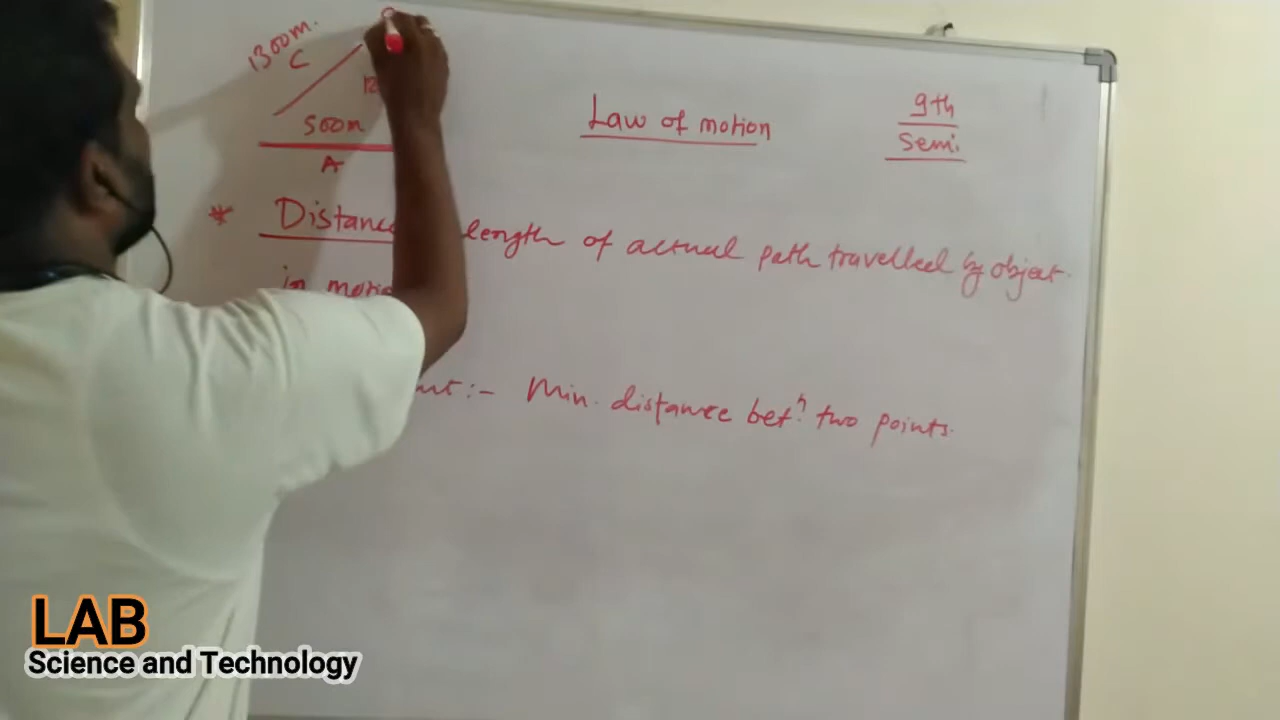 1300m.
C
500m
A
Law of motion
9th
Semi.
* Distance length of actual path travelled by object.
in motio
:- Min. distance betn. two points.
LAB
Science and Technology